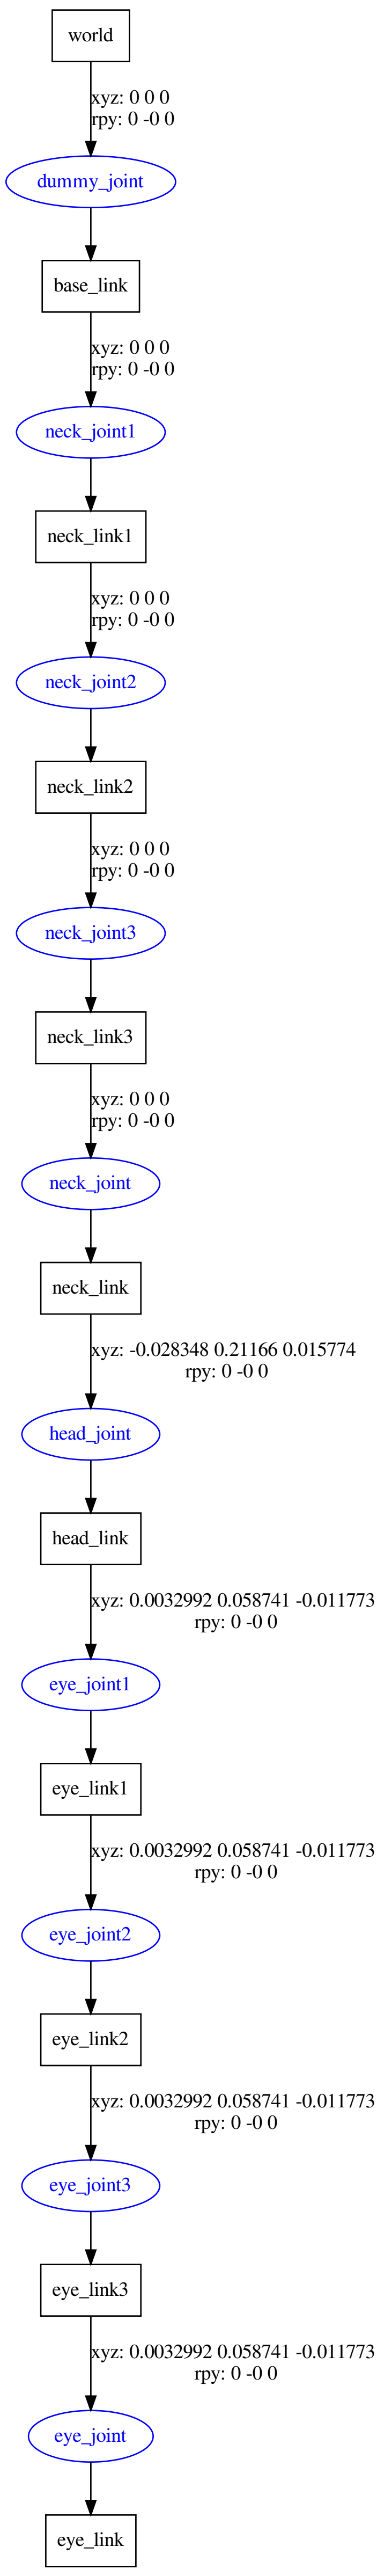 world
xyz: 0 0 0
rpy: 0 -0 0
dummy_joint
base_link
xyz: 0 0 0
rpy: 0 -0 0
neck_joint1
neck_link1
xyz: 0 0 0
rpy: 0 -0 0
neck_joint2
neck_link2
xyz: 0 0 0
rpy: 0 -0 0
neck_joint3
neck_link3
xyz: 0 0 0
rpy: 0 -0 0
neck_joint
neck_link
xyz: -0.028348 0.21166 0.015774
rpy: 0 -0 0
head_joint
head_link
xyz: 0.0032992 0.058741 -0.011773
rpy: 0 -0 0
eye_joint1
eye_link1
xyz: 0.0032992 0.058741 -0.011773
rpy: 0 -0 0
eye_joint2
eye_link2
xyz: 0.0032992 0.058741 -0.011773
rpy: 0 -0 0
eye_joint3
eye_link3
xyz: 0.0032992 0.058741 -0.011773
rpy: 0 -0 0
eye_joint
eye_link